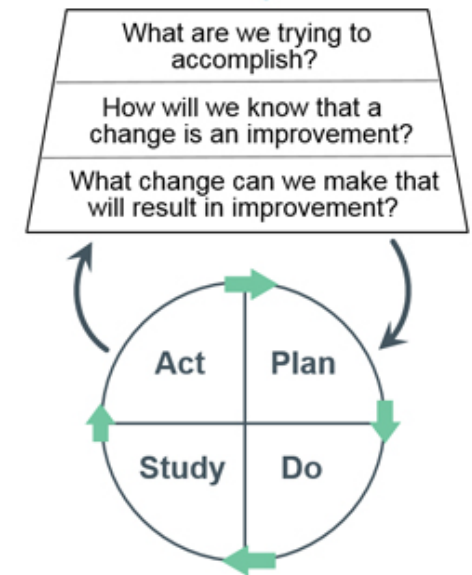 What are we trying to
accomplish?
How will we know that a
change is an improvement?
What change can we make that
will result in improvement?
Act
Plan
Study
Do